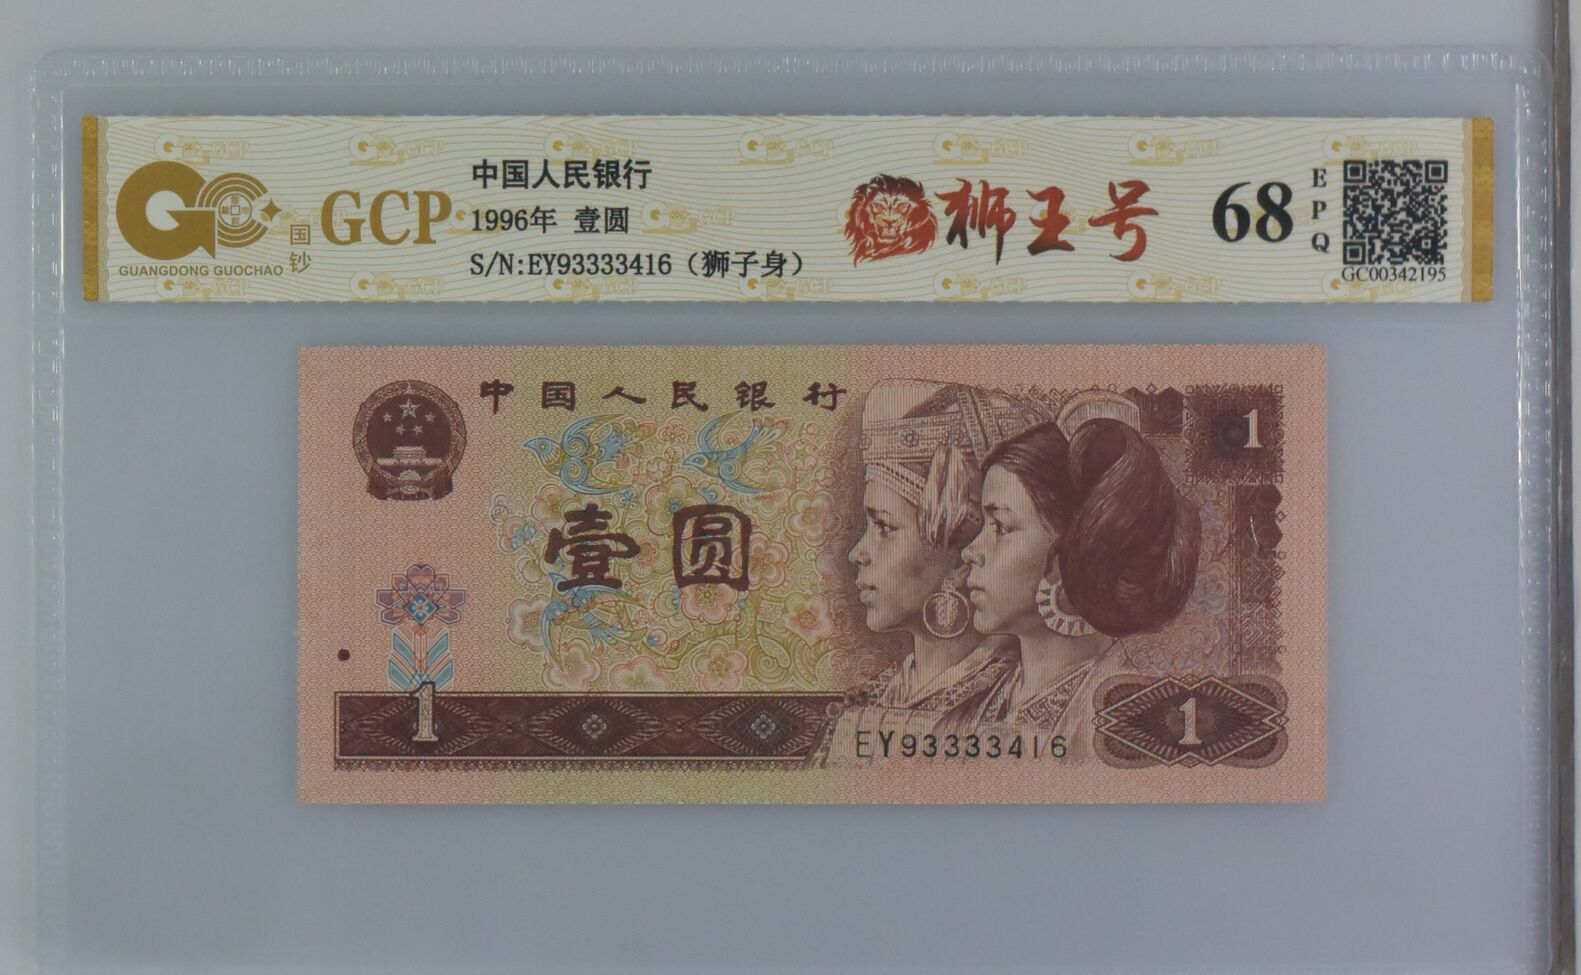 GUANGDONG GUOCHAO
国钞
GCP
中国人民银行
1996年 壹圆
S/N:EY93333416（狮子身）
狮王号
68
EPQ
GC00342195
中国人民银行
1
壹圆
1
EY93333416
1